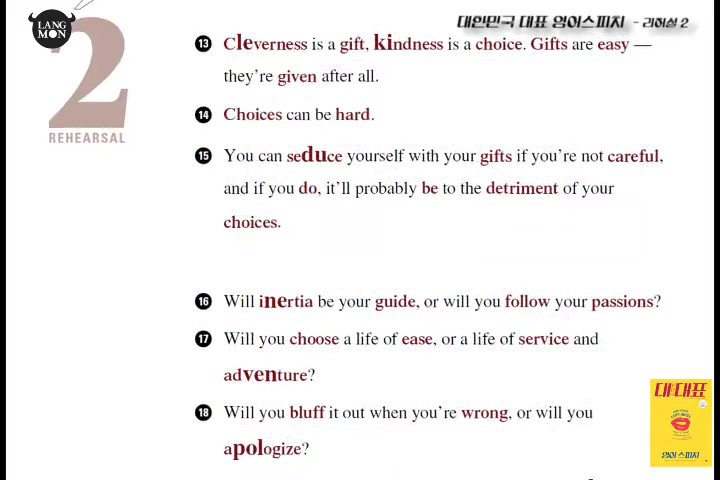 LANG
MON
대한민국 대표 영어스피치 - 리허설 2
2
REHEARSAL
13 Cleverness is a gift, kindness is a choice. Gifts are easy —
they're given after all.
14 Choices can be hard.
15 You can seduce yourself with your gifts if you're not careful,
and if you do, it'll probably be to the detriment of your
choices.
16 Will inertia be your guide, or will you follow your passions?
17 Will you choose a life of ease, or a life of service and
adventure?
18 Will you bluff it out when you're wrong, or will you
apologize?
대대표
영어 스피치